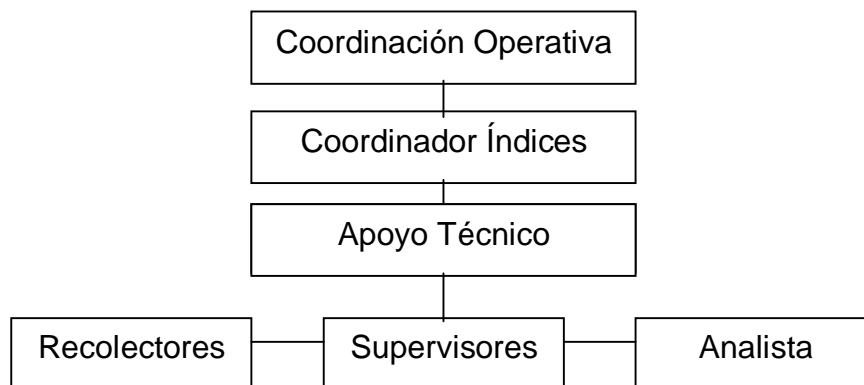 Coordinación Operativa
Coordinador Índices
Apoyo Técnico
Recolectores
Supervisores
Analista